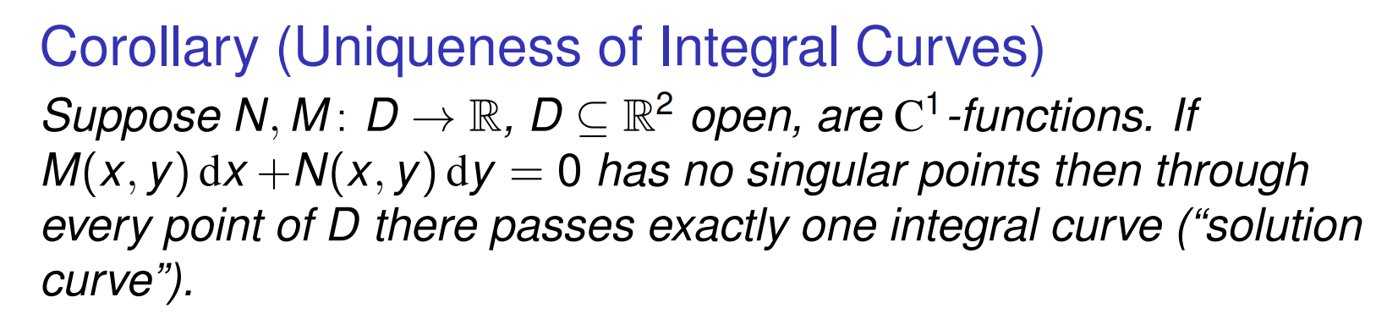 Corollary (Uniqueness of Integral Curves)
Suppose N, M: D → ℝ, D ⊆ ℝ² open, are C¹-functions. If
M(x, y) dx +N(x, y) dy = 0 has no singular points then through
every point of D there passes exactly one integral curve (“solution
curve”).